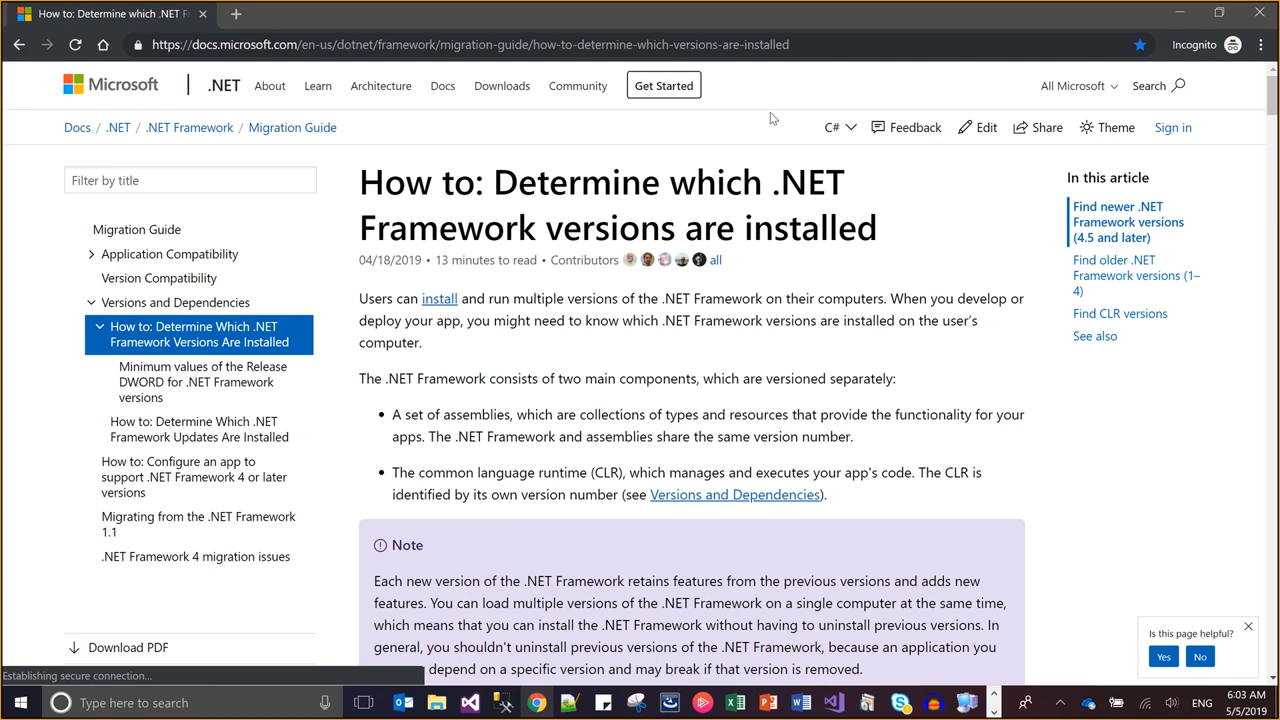 How to: Determine which .NET Fr
https://docs.microsoft.com/en-us/dotnet/framework/migration-guide/how-to-determine-which-versions-are-installed
Incognito
Microsoft
.NET
About
Learn
Architecture
Docs
Downloads
Community
Get Started
All Microsoft
Search
Docs / .NET / .NET Framework / Migration Guide
C#
Feedback
Edit
Share
Theme
Sign in
Filter by title
Migration Guide
Application Compatibility
Version Compatibility
Versions and Dependencies
How to: Determine Which .NET
Framework Versions Are Installed
Minimum values of the Release
DWORD for .NET Framework
versions
How to: Determine Which .NET
Framework Updates Are Installed
How to: Configure an app to
support .NET Framework 4 or later
versions
Migrating from the .NET Framework
1.1
.NET Framework 4 migration issues
Download PDF
How to: Determine which .NET
Framework versions are installed
04/18/2019 • 13 minutes to read • Contributors all
Users can install and run multiple versions of the .NET Framework on their computers. When you develop or
deploy your app, you might need to know which .NET Framework versions are installed on the user's
computer.
The .NET Framework consists of two main components, which are versioned separately:
• A set of assemblies, which are collections of types and resources that provide the functionality for your
apps. The .NET Framework and assemblies share the same version number.
• The common language runtime (CLR), which manages and executes your app's code. The CLR is
identified by its own version number (see Versions and Dependencies).
Note
Each new version of the .NET Framework retains features from the previous versions and adds new
features. You can load multiple versions of the .NET Framework on a single computer at the same time,
which means that you can install the .NET Framework without having to uninstall previous versions. In
general, you shouldn't uninstall previous versions of the .NET Framework, because an application you
depend on a specific version and may break if that version is removed.
In this article
Find newer .NET
Framework versions
(4.5 and later)
Find older .NET
Framework versions (1–
4)
Find CLR versions
See also
Is this page helpful?
Yes
No
Establishing secure connection...
Type here to search
ENG
6:03 AM
5/5/2019